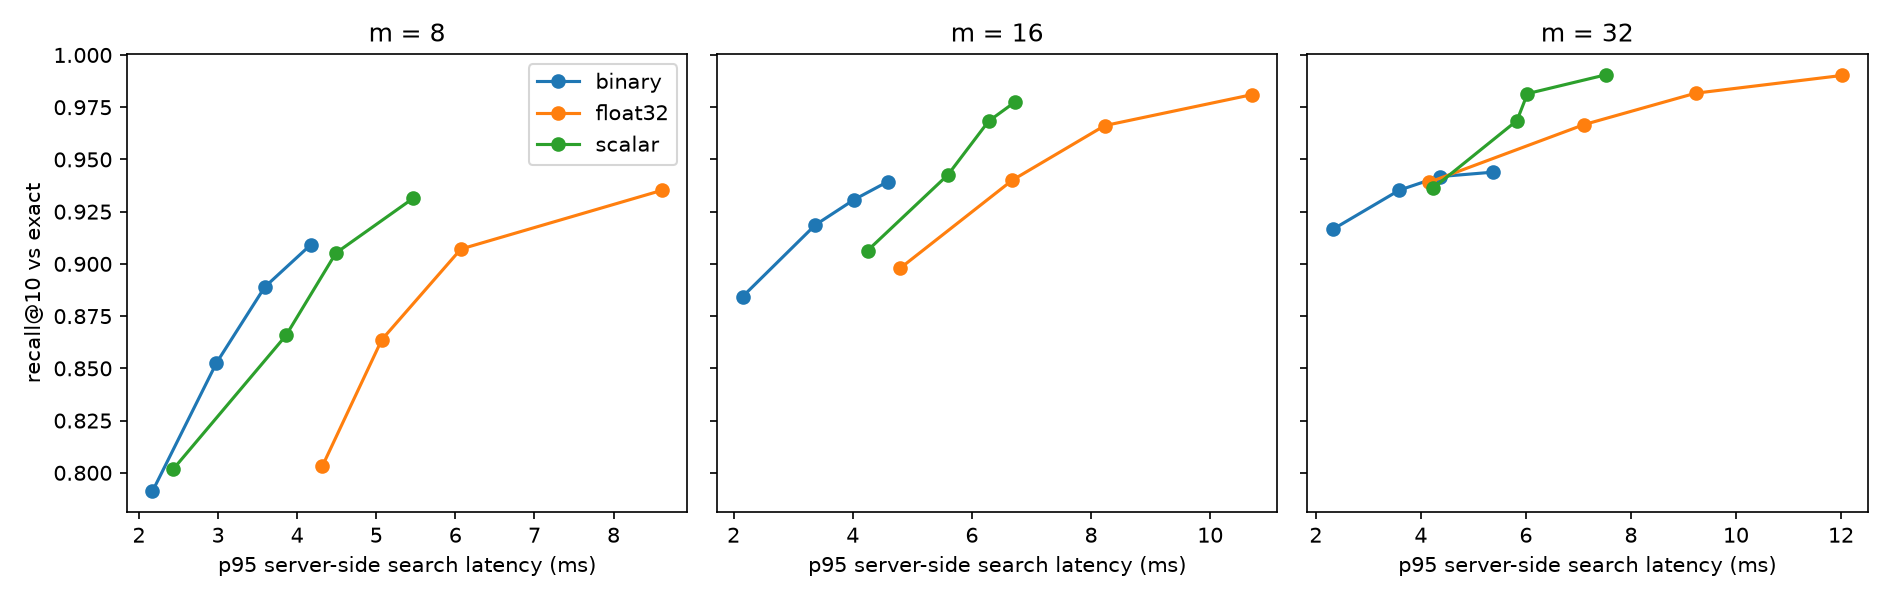 m = 8
m = 16
m = 32
recall@10 vs exact
1.000
0.975
0.950
0.925
0.900
0.875
0.850
0.825
0.800
binary
float32
scalar
2 3 4 5 6 7 8
2 4 6 8 10
2 4 6 8 10 12
p95 server-side search latency (ms)
p95 server-side search latency (ms)
p95 server-side search latency (ms)